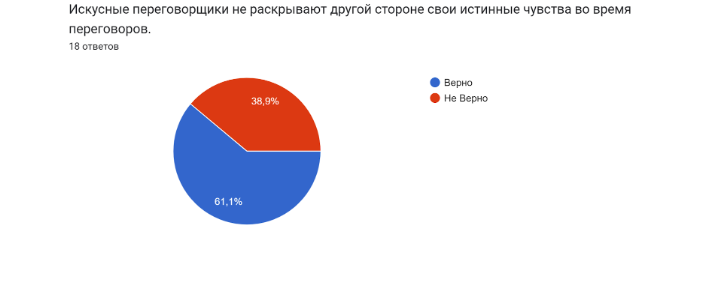 Искусные переговорщики не раскрывают другой стороне свои истинные чувства во время
переговоров.
18 ответов
38,9%
61,1%
Верно
Не Верно